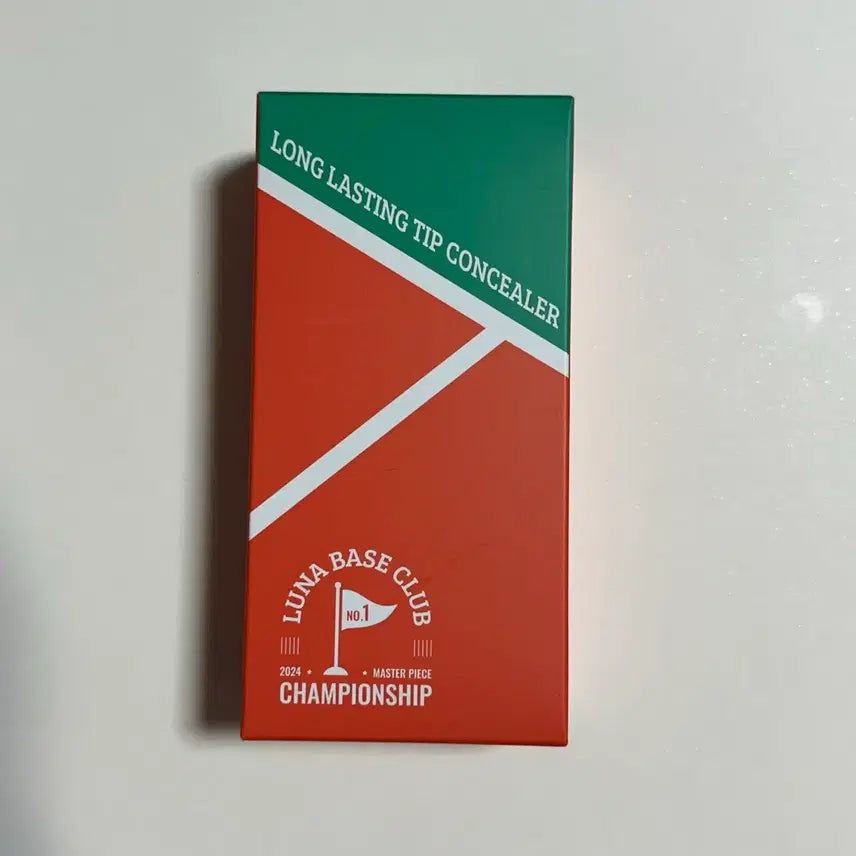 LONG LASTING TIP CONCEALER
LUNA BASE CLUB
NO.1
2024 ★ ★ MASTER PIECE
CHAMPIONSHIP